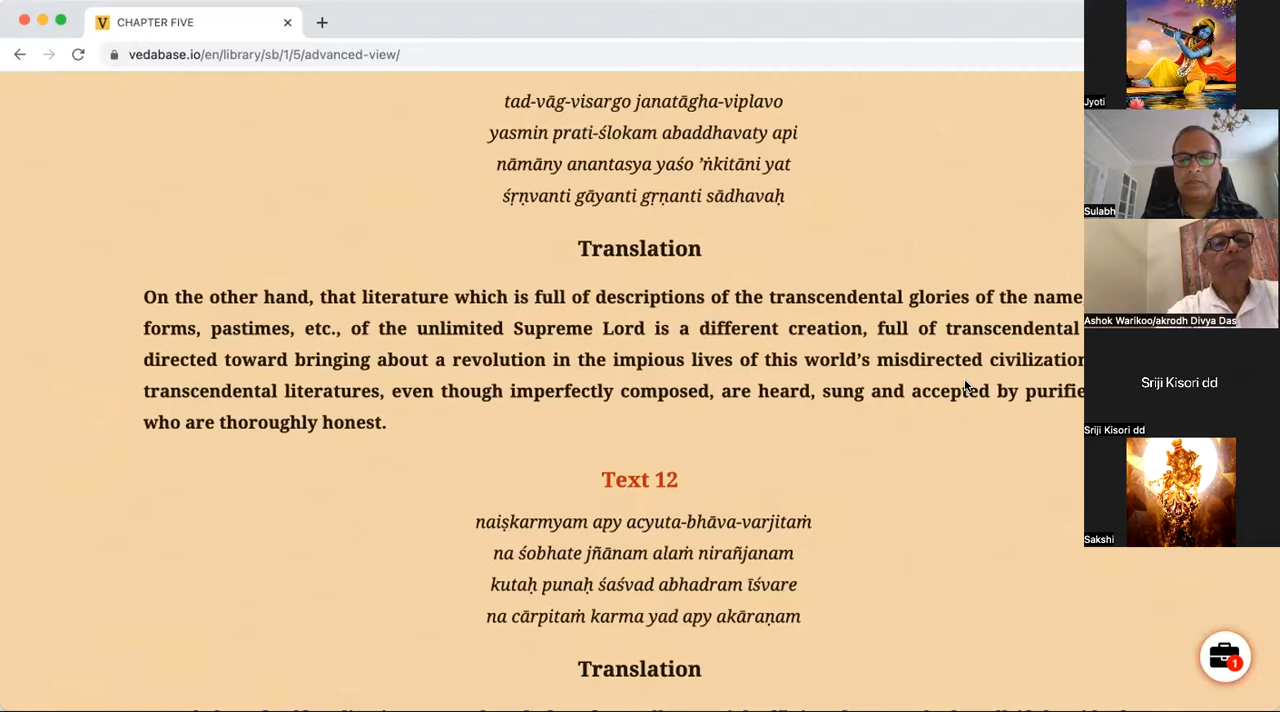 CHAPTER FIVE
vedabase.io/en/library/sb/1/5/advanced-view/
tad-vāg-visargo janatāgha-viplavo
yasmin prati-ślokam abaddhavaty api
nāmāny anantasya yaśo ’ṅkitāni yat
śṛṇvanti gāyanti gṛṇanti sādhavaḥ
Translation
On the other hand, that literature which is full of descriptions of the transcendental glories of the name,
forms, pastimes, etc., of the unlimited Supreme Lord is a different creation, full of transcendental
directed toward bringing about a revolution in the impious lives of this world’s misdirected civilization
transcendental literatures, even though imperfectly composed, are heard, sung and accepted by purifie
who are thoroughly honest.
Text 12
naiṣkarmyam apy acyuta-bhāva-varjitaṁ
na śobhate jñānam alaṁ nirañjanam
kutaḥ punaḥ śaśvad abhadram īśvare
na cārpitaṁ karma yad apy akāraṇam
Translation
Jyoti
Sulabh
Ashok Warikoo/akrodh Divya Das
Sriji Kisori dd
Sriji Kisori dd
Sakshi
1